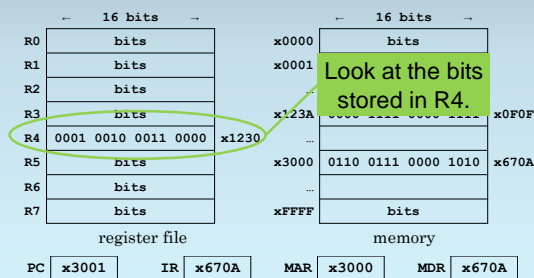 ← 16 bits →
R0 bits
R1 bits
R2 bits
R3 bits
R4 0001 0010 0011 0000 x1230
R5 bits
R6 bits
R7 bits
register file
← 16 bits →
x0000 bits
x0001
Look at the bits
stored in R4.
x123A 0000 1111 0000 1111 x0F0F
…
x3000 0110 0111 0000 1010 x670A
…
xFFFF bits
memory
PC x3001 IR x670A MAR x3000 MDR x670A